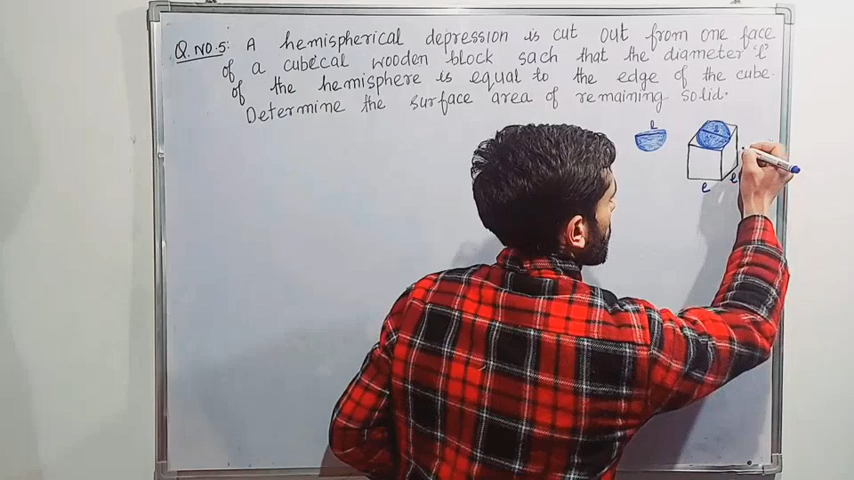 Q.NO.5: A hemispherical depression is cut out from one face
of a cubical wooden block sach that the diameter 'l'
of the hemisphere is equal to the edge of the cube.
Determine the surface area of remaining solid.
l
l l